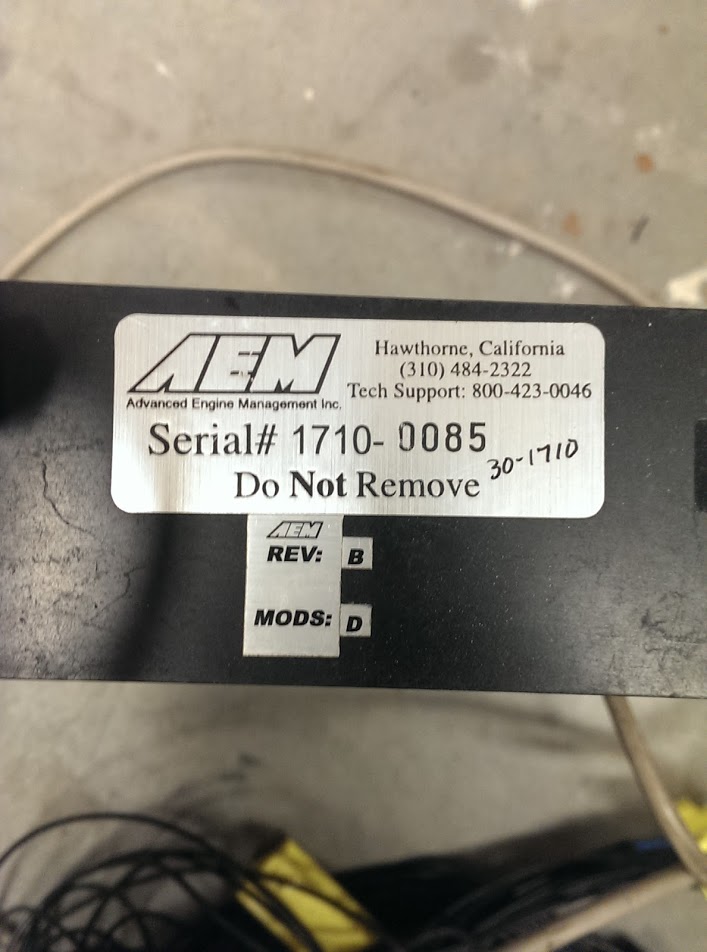 AEM
Advanced Engine Management Inc.
Hawthorne, California
(310) 484-2322
Tech Support: 800-423-0046
Serial# 1710- 0085
30-1710
Do Not Remove
AEM
REV: B
MODS: D